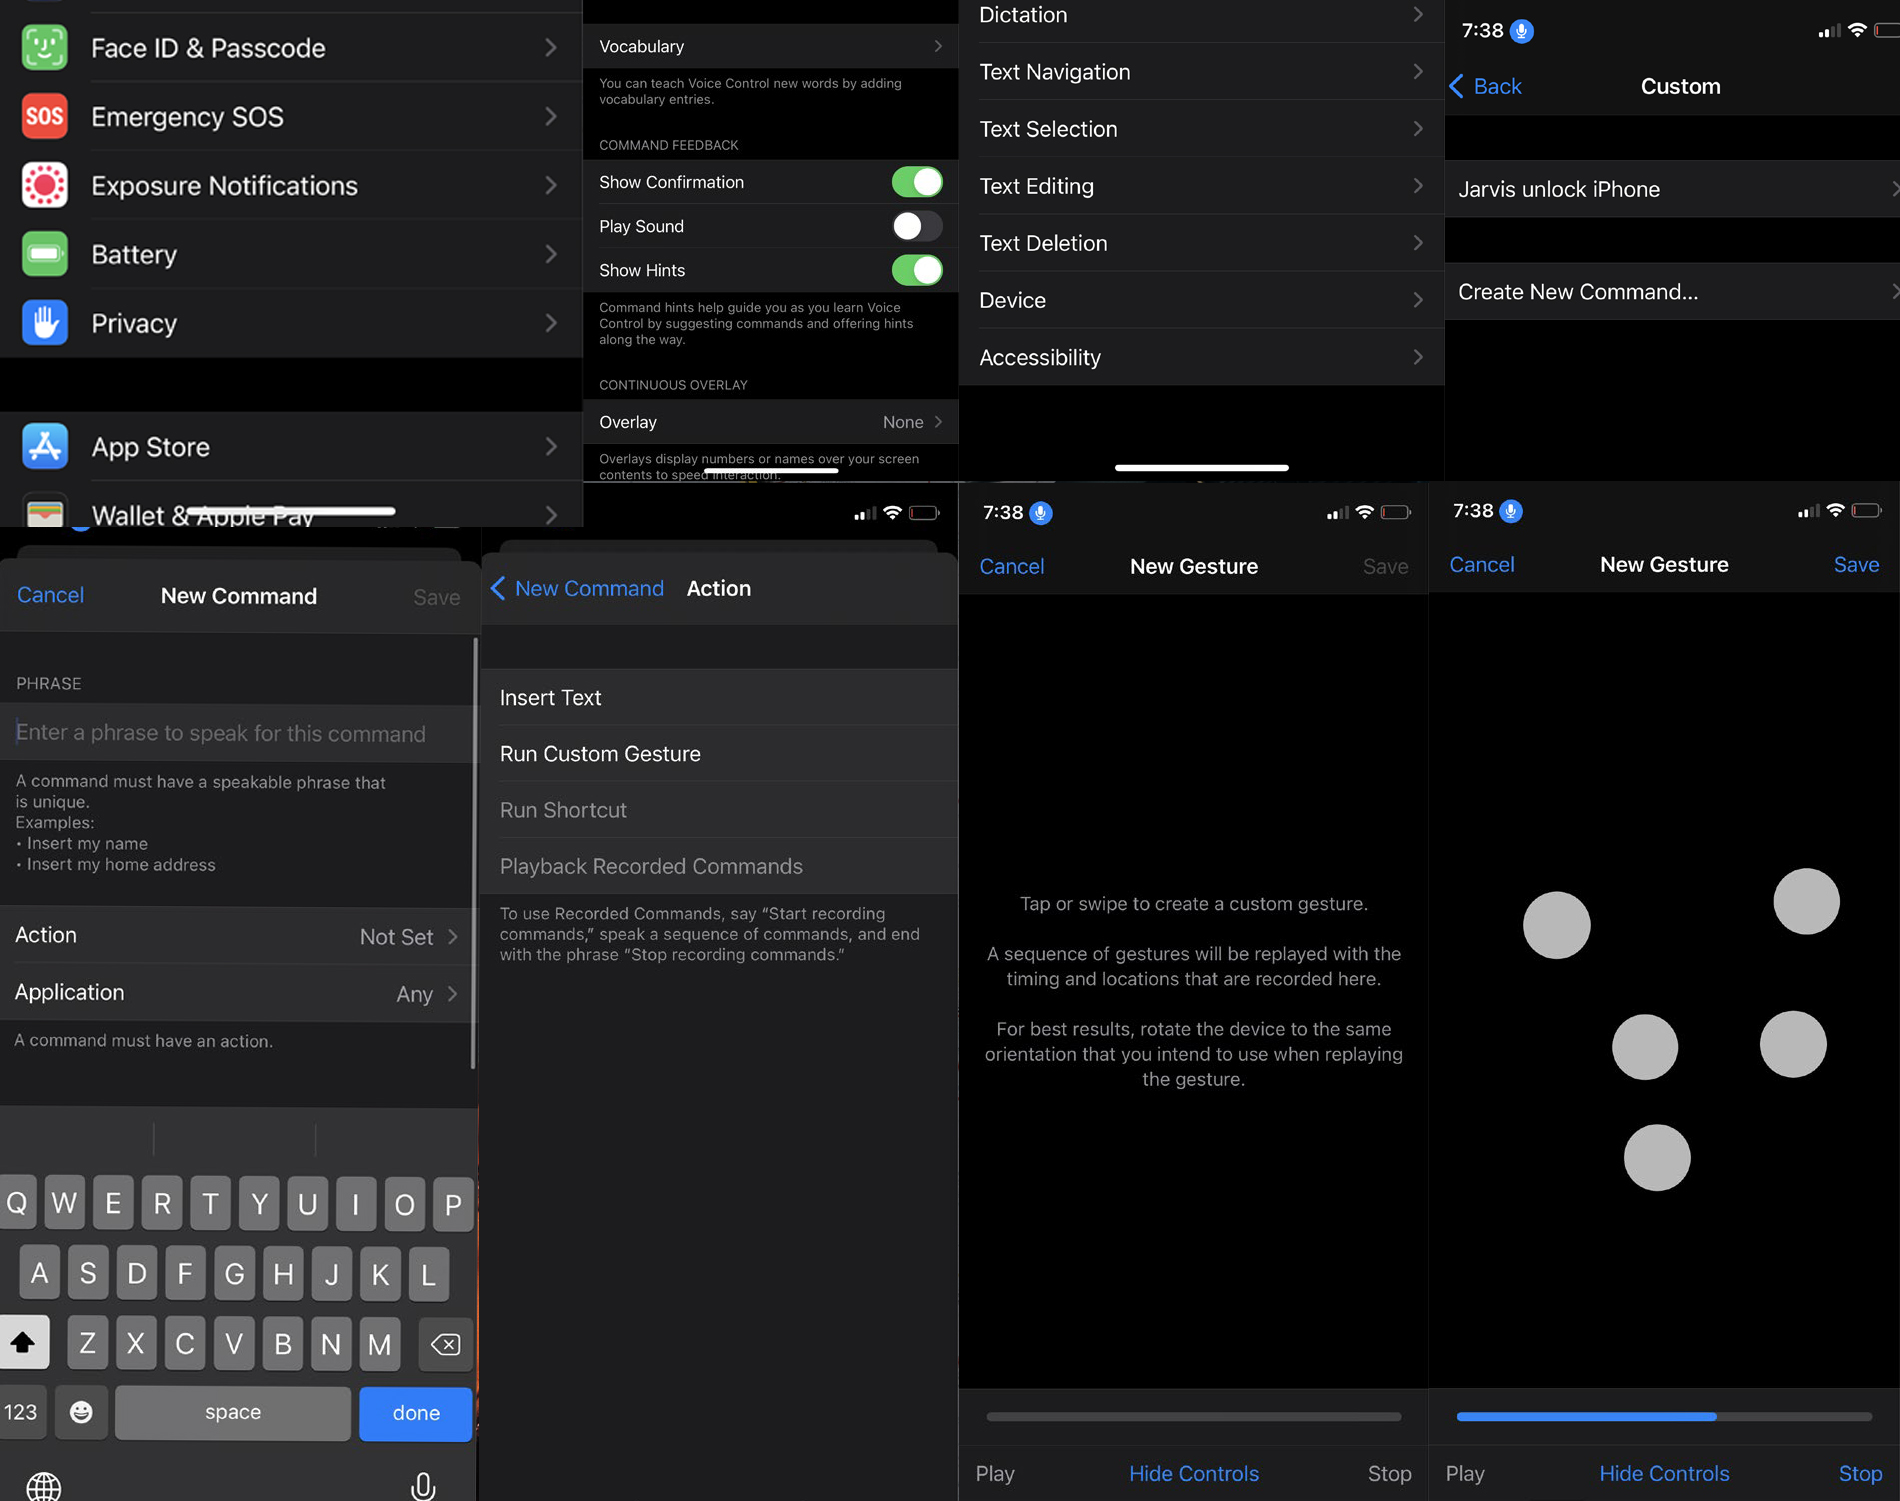 Face ID & Passcode
SOS
Emergency SOS
Exposure Notifications
Battery
Privacy
App Store
Wallet & Apple Pay
Vocabulary
You can teach Voice Control new words by adding
vocabulary entries.
COMMAND FEEDBACK
Show Confirmation
Play Sound
Show Hints
Command hints help guide you as you learn Voice
Control by suggesting commands and offering hints
along the way.
CONTINUOUS OVERLAY
Overlay None
Overlays display numbers or names over your screen
contents to speed interaction.
Dictation
Text Navigation
Text Selection
Text Editing
Text Deletion
Device
Accessibility
7:38
Back Custom
Jarvis unlock iPhone
Create New Command...
Cancel New Command Save
PHRASE
Enter a phrase to speak for this command
A command must have a speakable phrase that
is unique.
Examples:
• Insert my name
• Insert my home address
Action Not Set
Application Any
A command must have an action.
Q W E R T Y U I O P
A S D F G H J K L
Z X C V B N M
123 space done
New Command Action
Insert Text
Run Custom Gesture
Run Shortcut
Playback Recorded Commands
To use Recorded Commands, say “Start recording
commands,” speak a sequence of commands, and end
with the phrase “Stop recording commands.”
7:38
Cancel New Gesture Save
Tap or swipe to create a custom gesture.
A sequence of gestures will be replayed with the
timing and locations that are recorded here.
For best results, rotate the device to the same
orientation that you intend to use when replaying
the gesture.
Play Hide Controls Stop
7:38
Cancel New Gesture Save
Play Hide Controls Stop